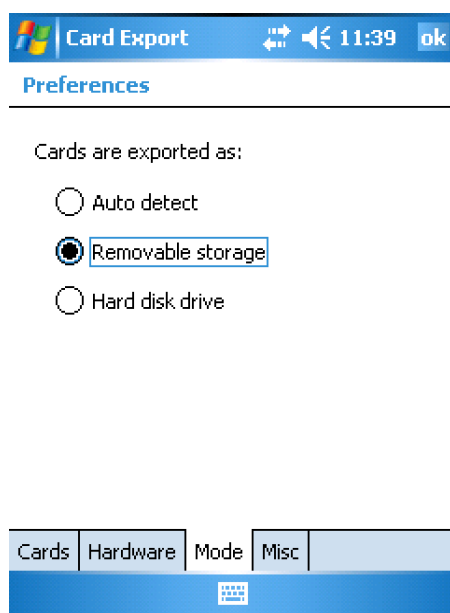 Card Export 11:39 ok
Preferences
Cards are exported as:
Auto detect
Removable storage
Hard disk drive
Cards Hardware Mode Misc